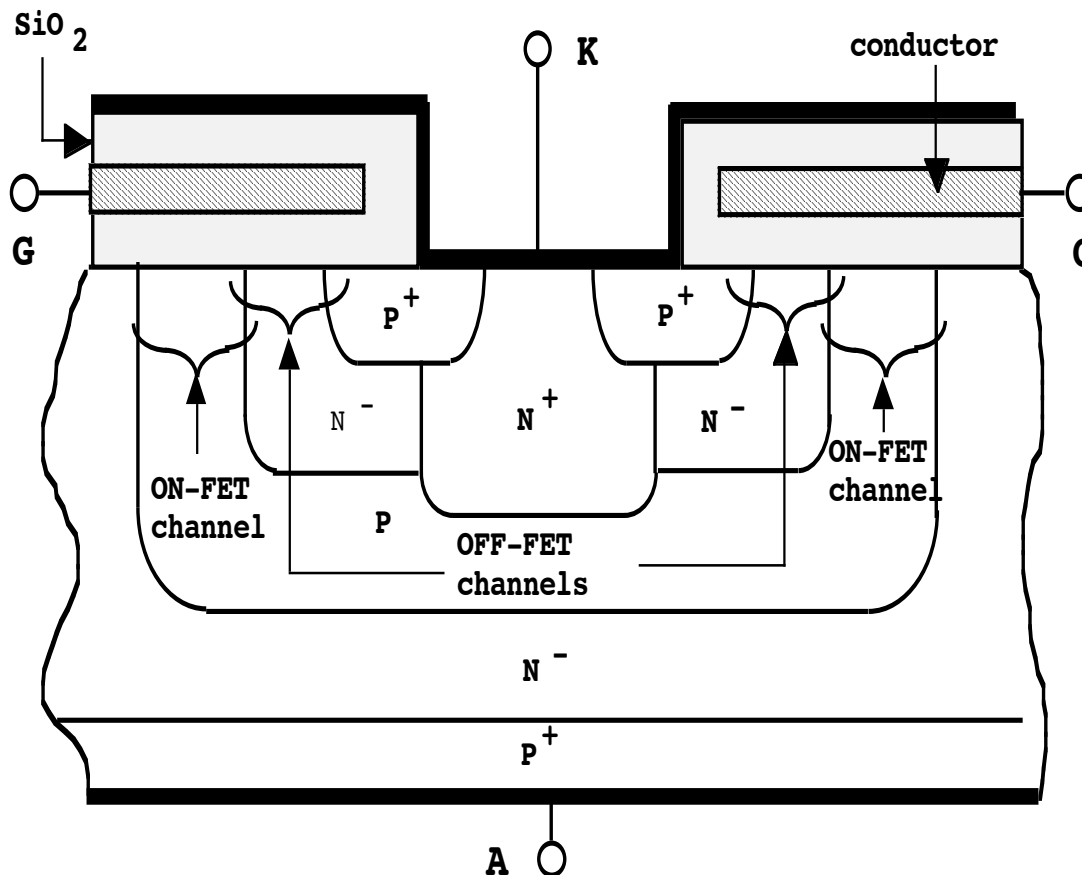 SiO2
K
conductor
G
G
P+
P+
N-
N+
N-
ON-FET
channel
ON-FET
channel
P
OFF-FET
channels
N-
P+
A